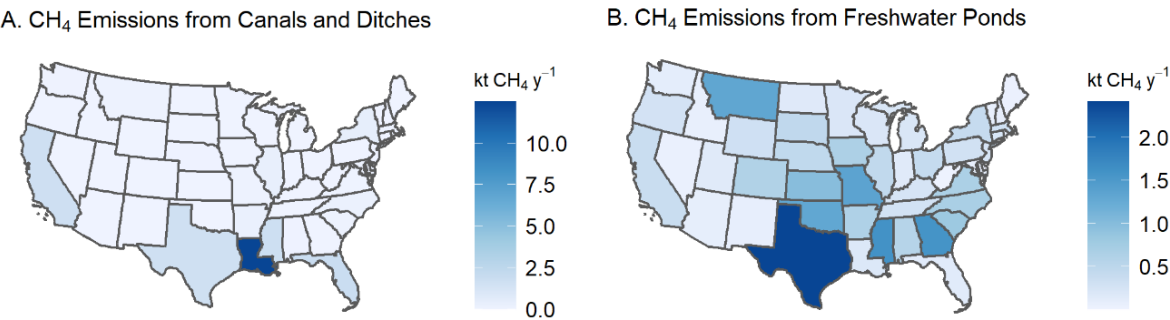 A. CH₄ Emissions from Canals and Ditches
kt CH₄ y⁻¹
10.0
7.5
5.0
2.5
0.0
B. CH₄ Emissions from Freshwater Ponds
kt CH₄ y⁻¹
2.0
1.5
1.0
0.5